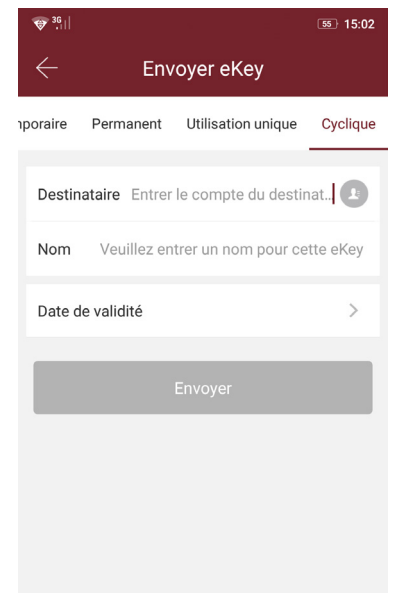 3G 55 15:02
Envoyer eKey
nporaire Permanent Utilisation unique Cyclique
Destinataire Entrer le compte du destinat..
Nom Veuillez entrer un nom pour cette eKey
Date de validité
Envoyer